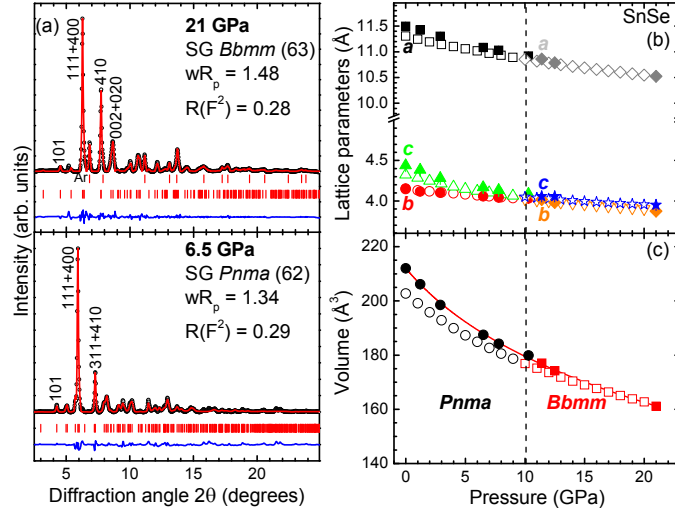 (a)
21 GPa
SG Bbmm (63)
wRp = 1.48
R(F²) = 0.28
101
111+400
Ar
410
002+020
6.5 GPa
SG Pnma (62)
wRp = 1.34
R(F²) = 0.29
101
111+400
311+410
Intensity (arb. units)
5 10 15 20
Diffraction angle 2θ (degrees)
SnSe
(b)
a
a
c
c
b
b
Lattice parameters (Å)
11.5
11.0
10.5
10.0
4.5
4.0
(c)
Volume (Å³)
220
200
180
160
140
Pnma
Bbmm
0 5 10 15 20
Pressure (GPa)